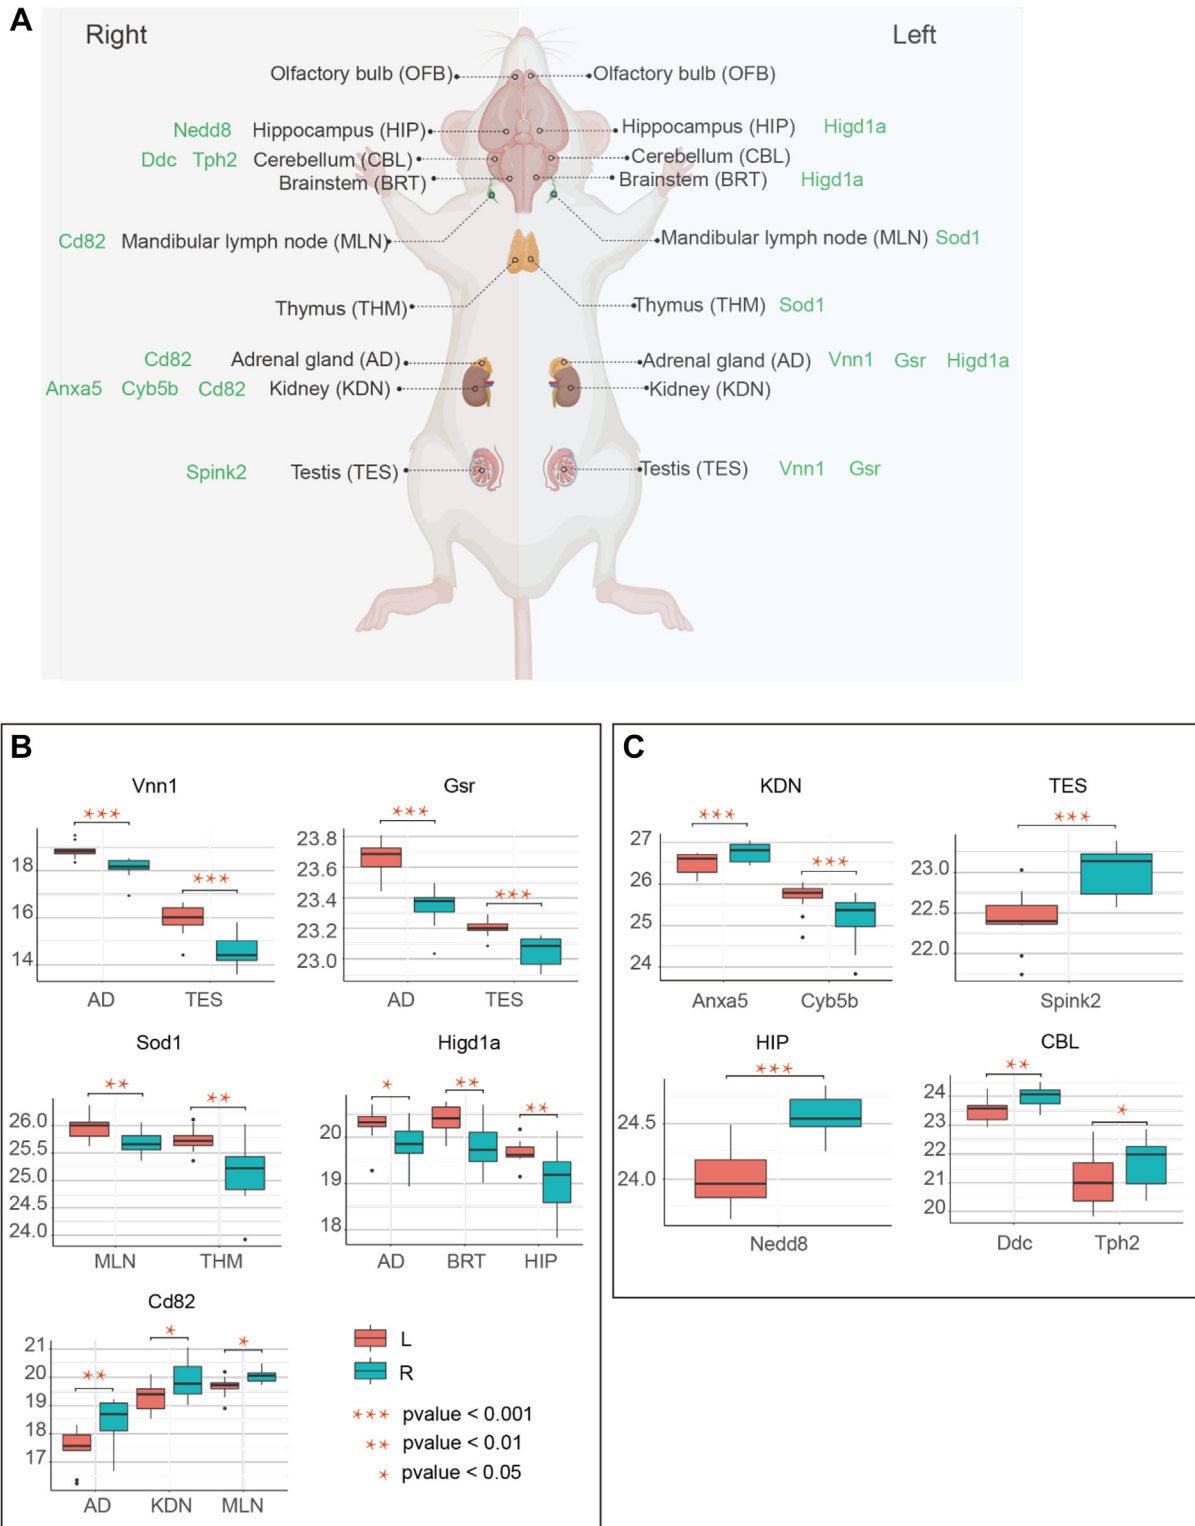 A
Right
Left
Olfactory bulb (OFB)
Olfactory bulb (OFB)
Nedd8 Hippocampus (HIP)
Hippocampus (HIP) Higd1a
Ddc Tph2 Cerebellum (CBL)
Cerebellum (CBL)
Brainstem (BRT)
Brainstem (BRT) Higd1a
Cd82 Mandibular lymph node (MLN)
Mandibular lymph node (MLN) Sod1
Thymus (THM)
Thymus (THM) Sod1
Cd82 Adrenal gland (AD)
Adrenal gland (AD) Vnn1 Gsr Higd1a
Anxa5 Cyb5b Cd82 Kidney (KDN)
Kidney (KDN)
Spink2 Testis (TES)
Testis (TES) Vnn1 Gsr
B
Vnn1
18
16
14
AD TES
Gsr
23.8
23.6
23.4
23.2
23.0
AD TES
Sod1
26.0
25.5
25.0
24.5
24.0
MLN THM
Higd1a
20
19
18
AD BRT HIP
Cd82
21
20
19
18
17
AD KDN MLN
L
R
pvalue < 0.001
pvalue < 0.01
pvalue < 0.05
C
KDN
27
26
25
24
Anxa5 Cyb5b
TES
23.0
22.5
22.0
Spink2
HIP
24.5
24.0
Nedd8
CBL
24
23
22
21
20
Ddc Tph2